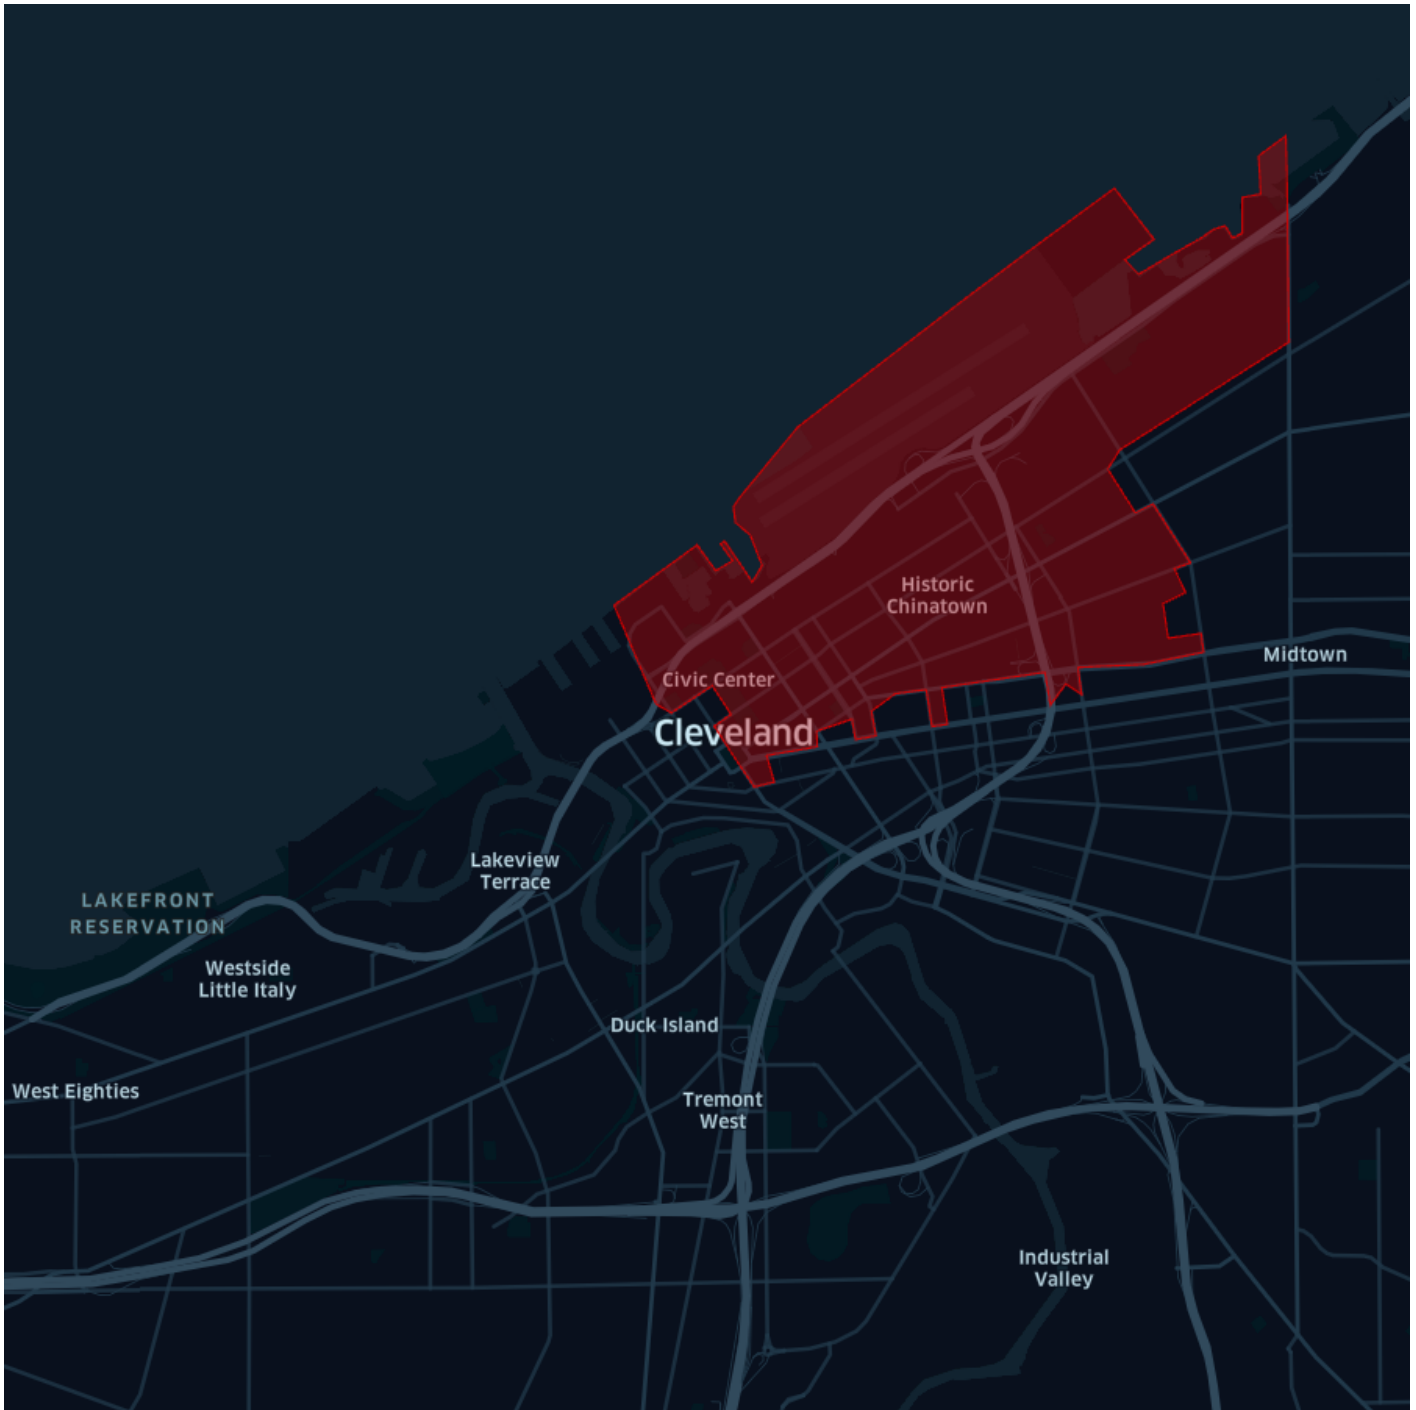 Historic
Chinatown
Midtown
Civic Center
Cleveland
Lakeview
Terrace
LAKEFRONT
RESERVATION
Westside
Little Italy
Duck Island
West Eighties
Tremont
West
Industrial
Valley